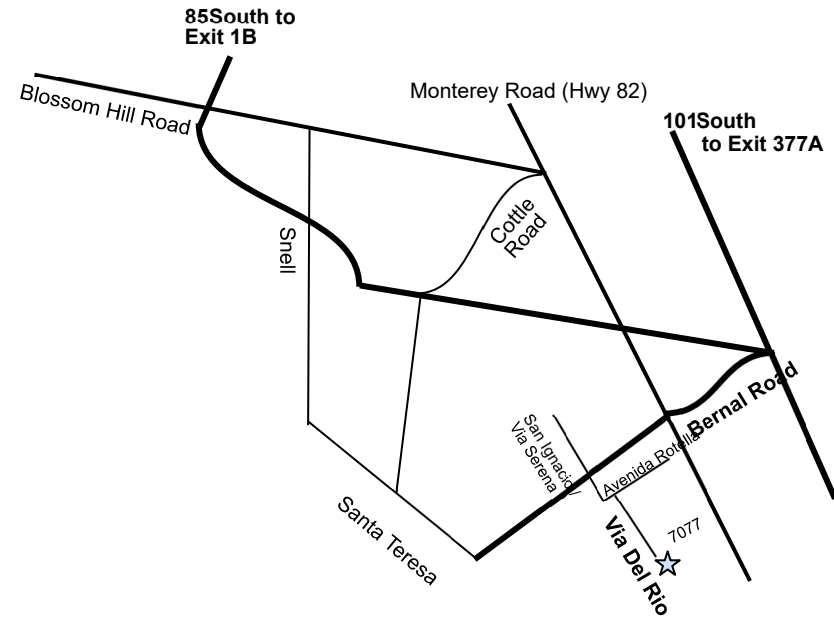 85South to
Exit 1B
Blossom Hill Road
Monterey Road (Hwy 82)
101South
to Exit 377A
Cottle
Road
Snell
Bernal Road
San Ignacio/
Via Serena
Avenida Rotella
Santa Teresa
Via Del Rio
7077